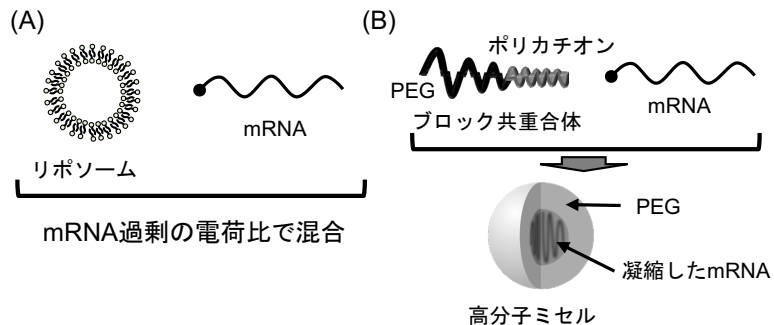 (A)
mRNA
リポソーム
mRNA過剰の電荷比で混合
(B)
ポリカチオン
PEG
mRNA
ブロック共重合体
PEG
凝縮したmRNA
高分子ミセル